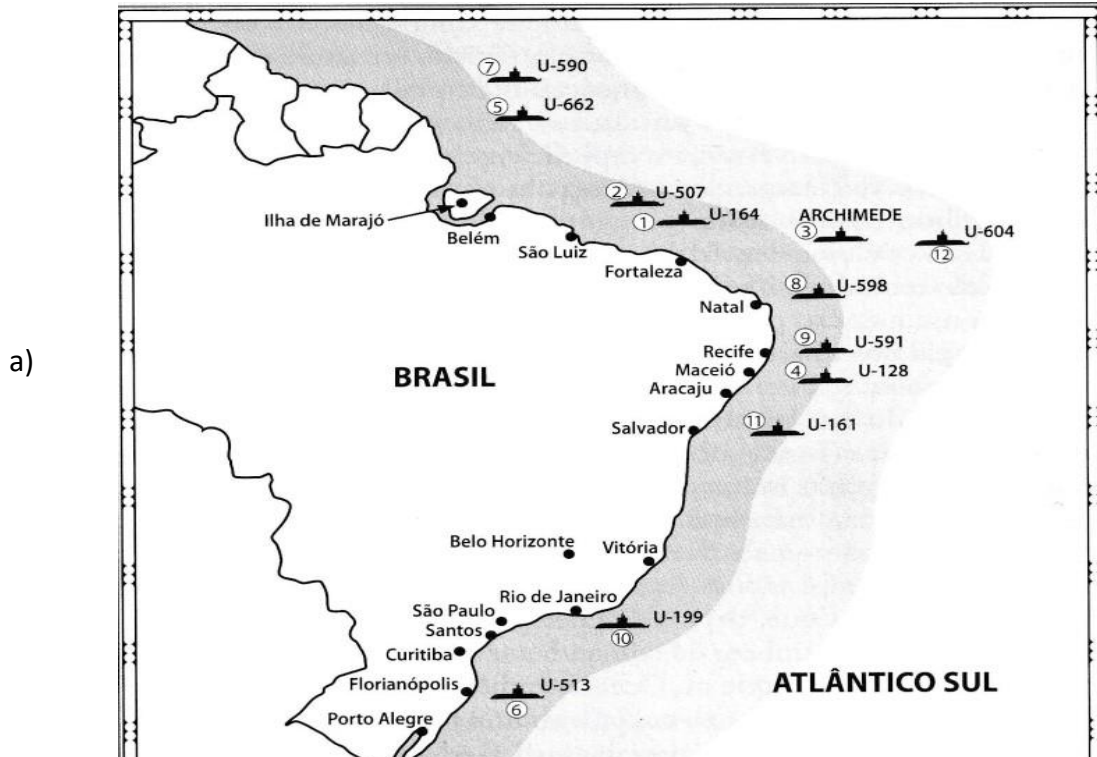 ⑦ U-590
⑤ U-662
② U-507
① U-164
③ ARCHIMEDE
U-604
⑫
Ilha de Marajó
Belém
São Luiz
Fortaleza
⑧ U-598
Natal
⑨ U-591
Recife
Maceió
④ U-128
Aracaju
a)
BRASIL
Salvador
⑪ U-161
Belo Horizonte
Vitória
Rio de Janeiro
São Paulo
U-199
⑩
Santos
Curitiba
Florianópolis
U-513
⑥
ATLÂNTICO SUL
Porto Alegre